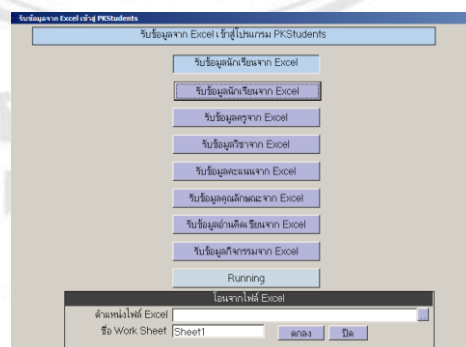 รับข้อมูลจาก Excel เข้าสู่ PKStudents
รับข้อมูลจาก Excel เข้าสู่โปรแกรม PKStudents
รับข้อมูลนักเรียนจาก Excel
รับข้อมูลนักเรียนจาก Excel
รับข้อมูลครูจาก Excel
รับข้อมูลวิชาจาก Excel
รับข้อมูลคะแนนจาก Excel
รับข้อมูลคุณลักษณะจาก Excel
รับข้อมูลอ่านคิดเขียนจาก Excel
รับข้อมูลกิจกรรมจาก Excel
Running
โอนจากไฟล์ Excel
ตำแหน่งไฟล์ Excel ...
ชื่อ Work Sheet Sheet1 ตกลง ปิด